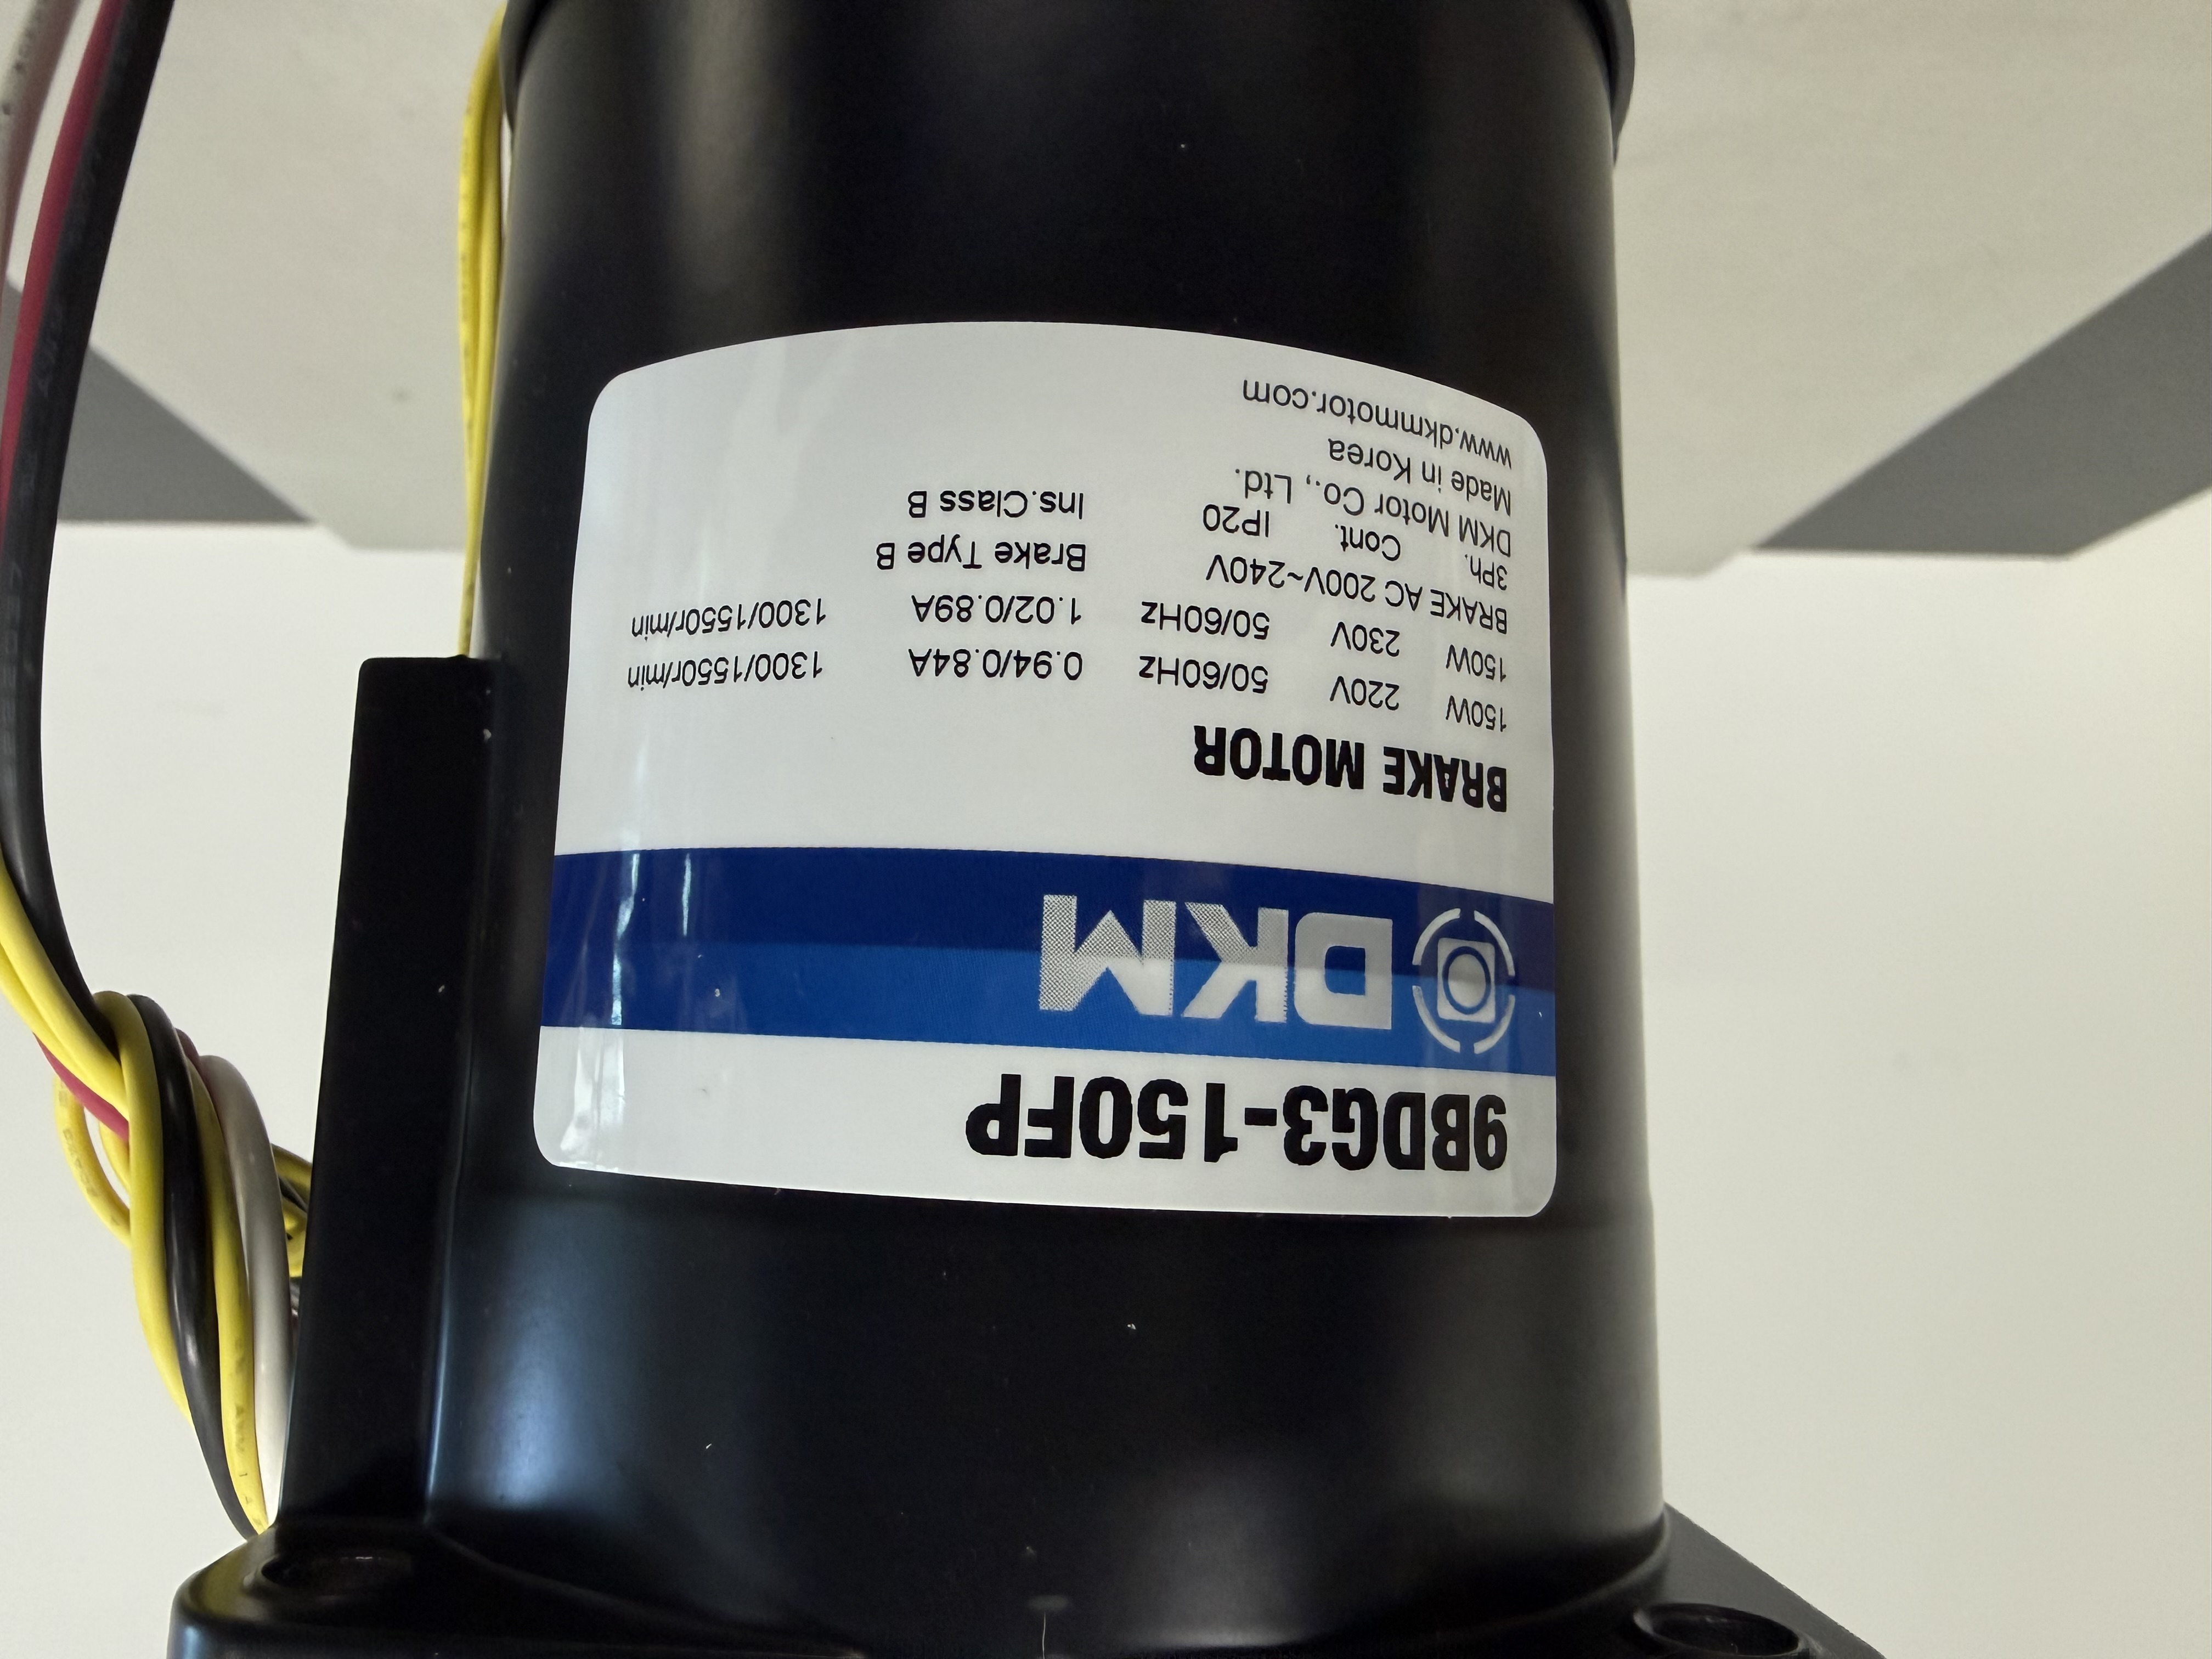 9BDG3-150FP
DKM
BRAKE MOTOR
150W 220V 50/60Hz 0.94/0.84A 1300/1550r/min
150W 230V 50/60Hz 1.02/0.89A 1300/1550r/min
BRAKE AC 200V~240V Brake Type B
3Ph. Cont. IP20 Ins.Class B
DKM Motor Co., Ltd.
Made in Korea
www.dkmmotor.com